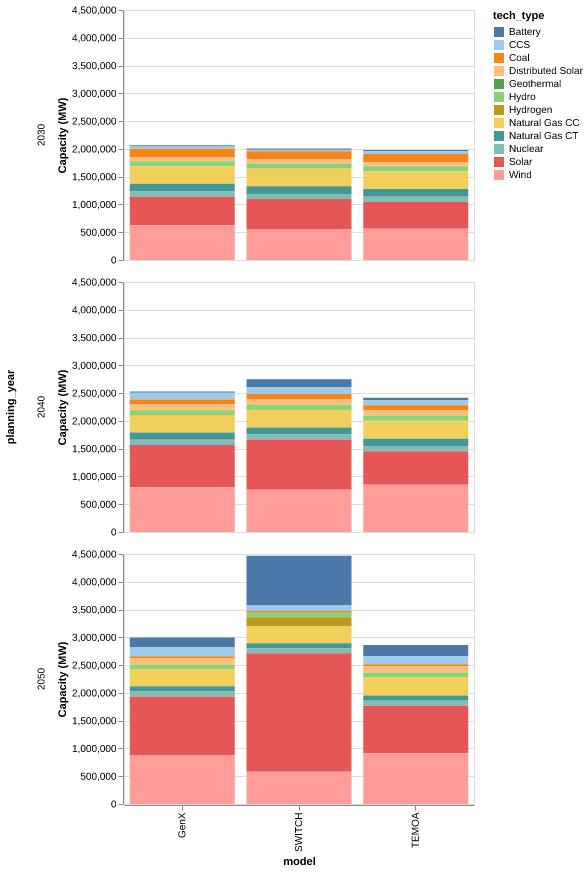 planning_year
2030
Capacity (MW)
4,500,000
4,000,000
3,500,000
3,000,000
2,500,000
2,000,000
1,500,000
1,000,000
500,000
0
2040
Capacity (MW)
4,500,000
4,000,000
3,500,000
3,000,000
2,500,000
2,000,000
1,500,000
1,000,000
500,000
0
2050
Capacity (MW)
4,500,000
4,000,000
3,500,000
3,000,000
2,500,000
2,000,000
1,500,000
1,000,000
500,000
0
GenX
SWITCH
TEMOA
model
tech_type
Battery
CCS
Coal
Distributed Solar
Geothermal
Hydro
Hydrogen
Natural Gas CC
Natural Gas CT
Nuclear
Solar
Wind